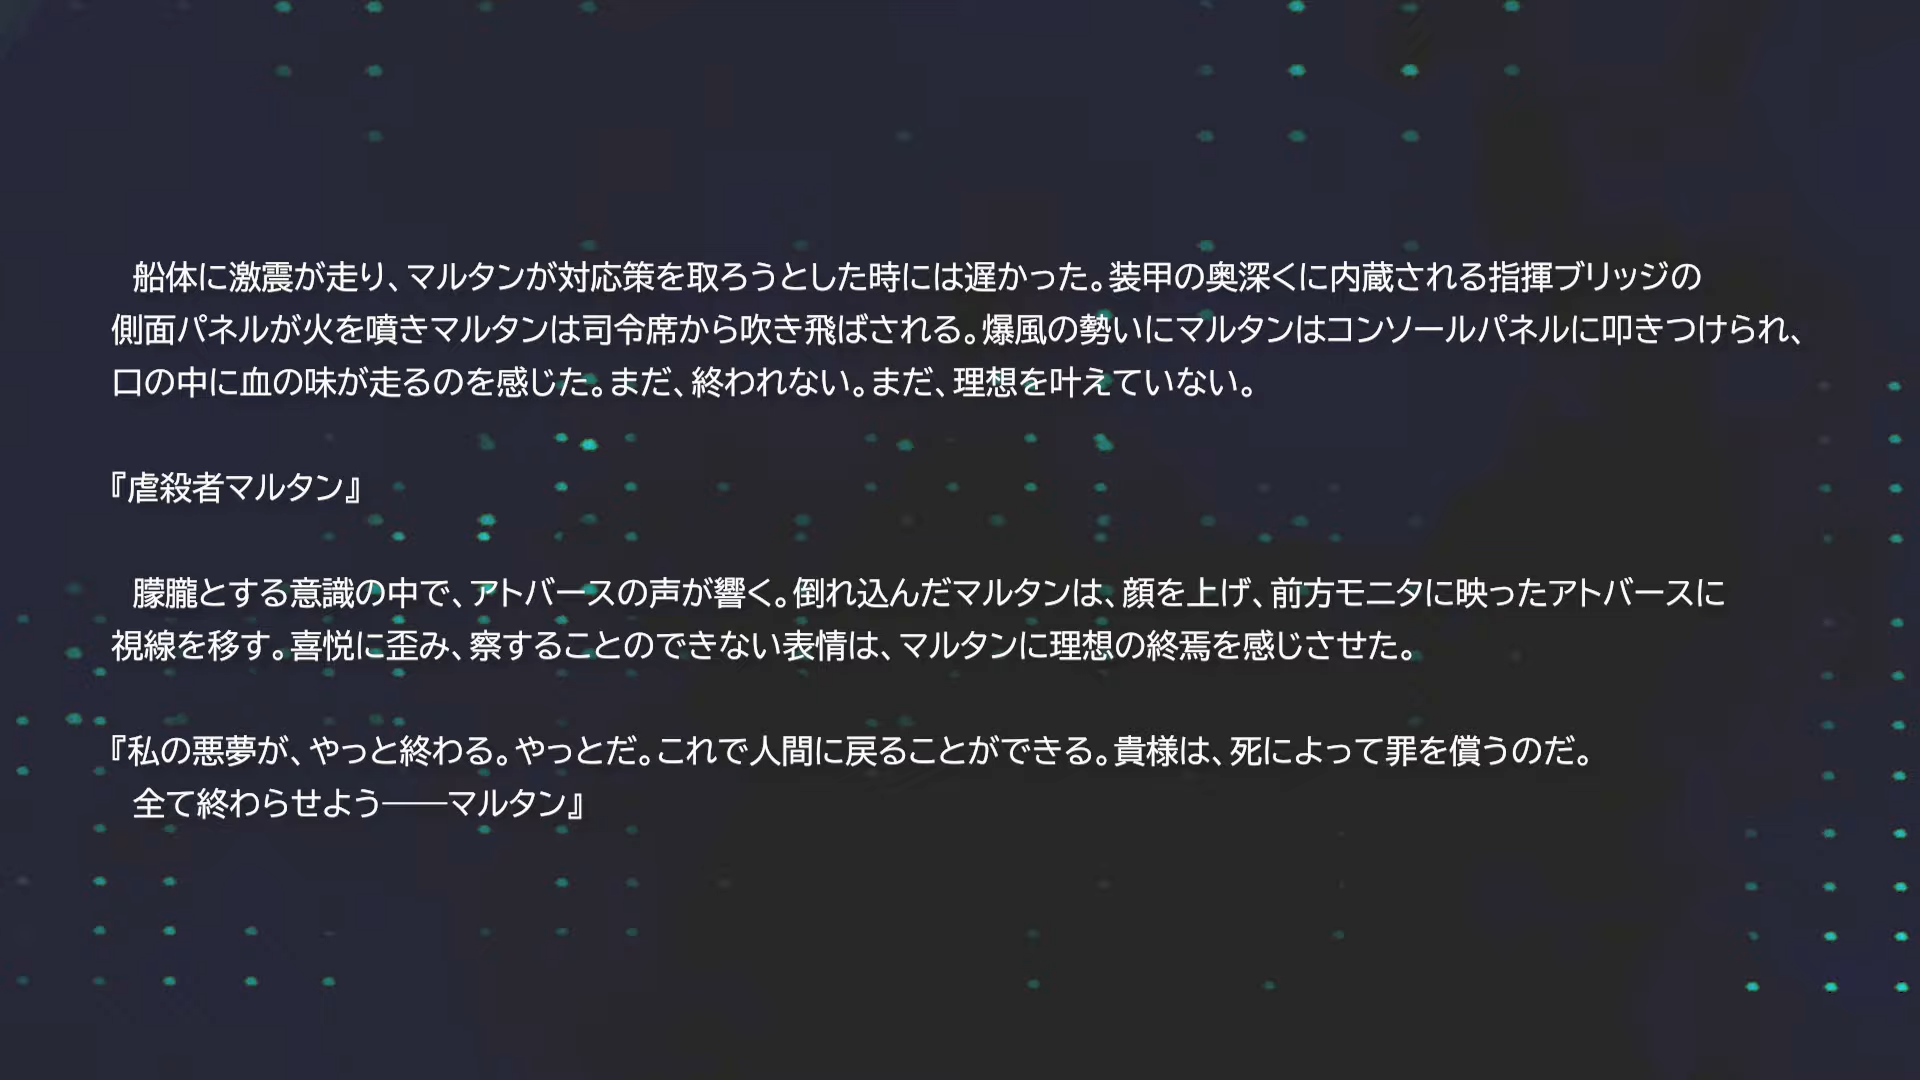 船体に激震が走り、マルタンが対応策を取ろうとした時には遅かった。装甲の奥深くに内蔵される指揮ブリッジの
側面パネルが火を噴きマルタンは司令席から吹き飛ばされる。爆風の勢いにマルタンはコンソールパネルに叩きつけられ、
口の中に血の味が走るのを感じた。まだ、終われない。まだ、理想を叶えていない。
『虐殺者マルタン』
朦朧とする意識の中で、アトバースの声が響く。倒れ込んだマルタンは、顔を上げ、前方モニタに映ったアトバースに
視線を移す。喜悦に歪み、察することのできない表情は、マルタンに理想の終焉を感じさせた。
『私の悪夢が、やっと終わる。やっとだ。これで人間に戻ることができる。貴様は、死によって罪を償うのだ。
全て終わらせよう――マルタン』